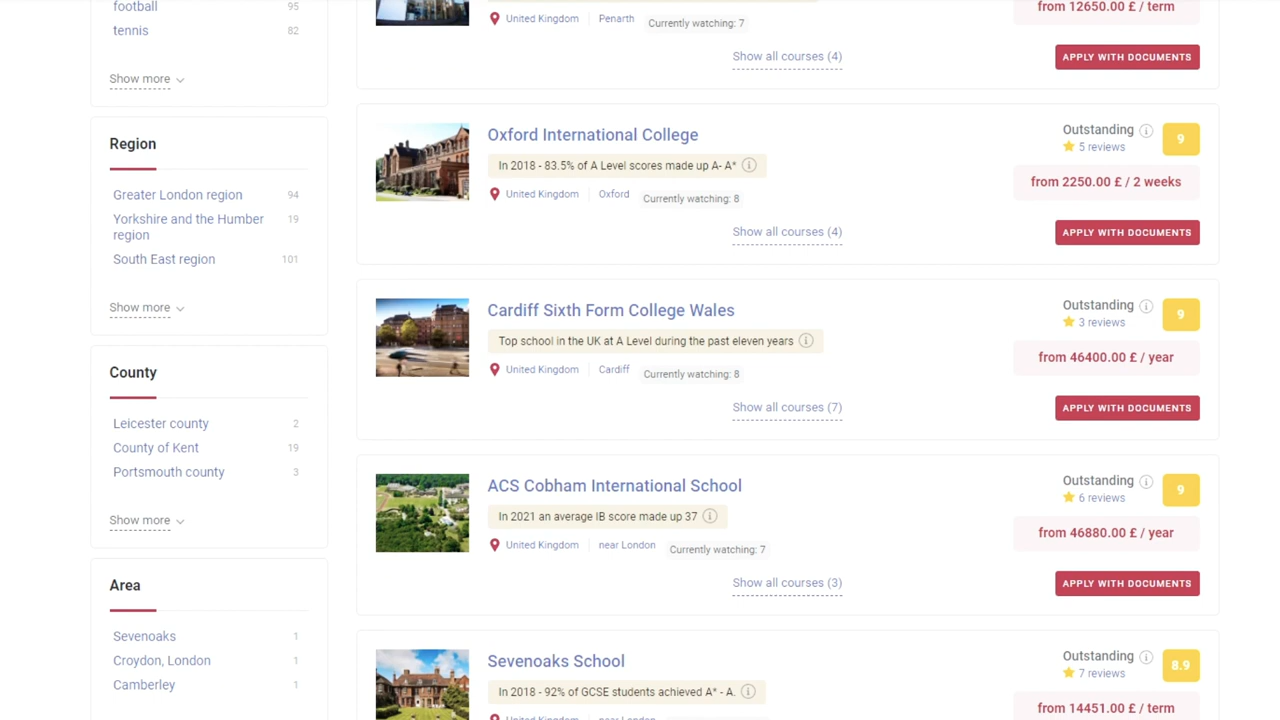 football 95
tennis 82
Show more
Region
Greater London region 94
Yorkshire and the Humber 19
region
South East region 101
Show more
County
Leicester county 2
County of Kent 19
Portsmouth county 3
Show more
Area
Sevenoaks 1
Croydon, London 1
Camberley 1
United Kingdom Penarth Currently watching: 7
from 12650.00 £ / term
Show all courses (4)
APPLY WITH DOCUMENTS
Oxford International College
In 2018 - 83.5% of A Level scores made up A- A*
United Kingdom Oxford Currently watching: 8
Show all courses (4)
Outstanding 9
5 reviews
from 2250.00 £ / 2 weeks
APPLY WITH DOCUMENTS
Cardiff Sixth Form College Wales
Top school in the UK at A Level during the past eleven years
United Kingdom Cardiff Currently watching: 8
Show all courses (7)
Outstanding 9
3 reviews
from 46400.00 £ / year
APPLY WITH DOCUMENTS
ACS Cobham International School
In 2021 an average IB score made up 37
United Kingdom near London Currently watching: 7
Show all courses (3)
Outstanding 9
6 reviews
from 46880.00 £ / year
APPLY WITH DOCUMENTS
Sevenoaks School
In 2018 - 92% of GCSE students achieved A* - A.
United Kingdom near London
Outstanding 8.9
7 reviews
from 14451.00 £ / term